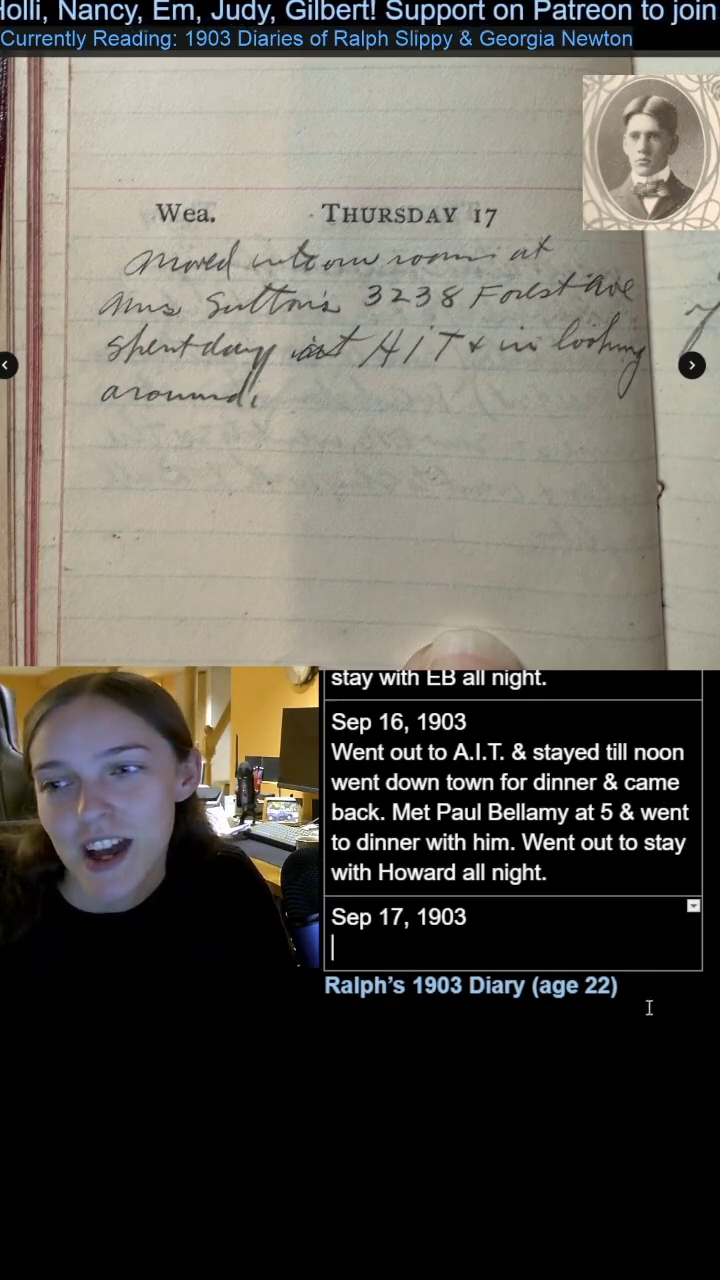 Holli, Nancy, Em, Judy, Gilbert! Support on Patreon to join
Currently Reading: 1903 Diaries of Ralph Slippy & Georgia Newton
Wea. THURSDAY 17
Moved into our rooms at
Mrs Sutton's 3238 Forest Ave
Spent day at A I T & in looking
around.
stay with EB all night.
Sep 16, 1903
Went out to A.I.T. & stayed till noon
went down town for dinner & came
back. Met Paul Bellamy at 5 & went
to dinner with him. Went out to stay
with Howard all night.
Sep 17, 1903
Ralph's 1903 Diary (age 22)